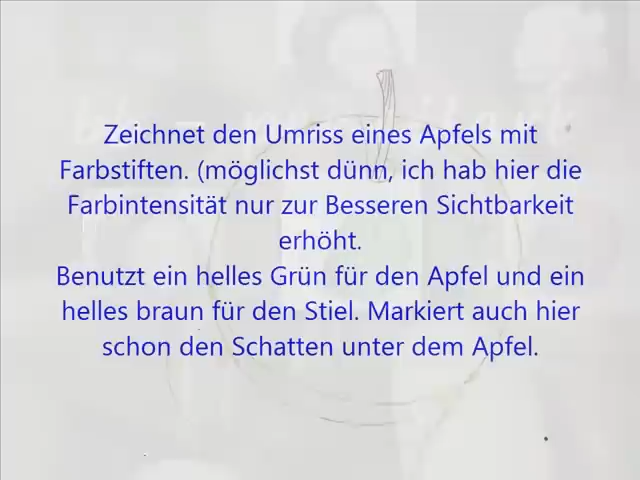 Zeichnet den Umriss eines Apfels mit
Farbstiften. (möglichst dünn, ich hab hier die
Farbintensität nur zur Besseren Sichtbarkeit
erhöht.
Benutzt ein helles Grün für den Apfel und ein
helles braun für den Stiel. Markiert auch hier
schon den Schatten unter dem Apfel.